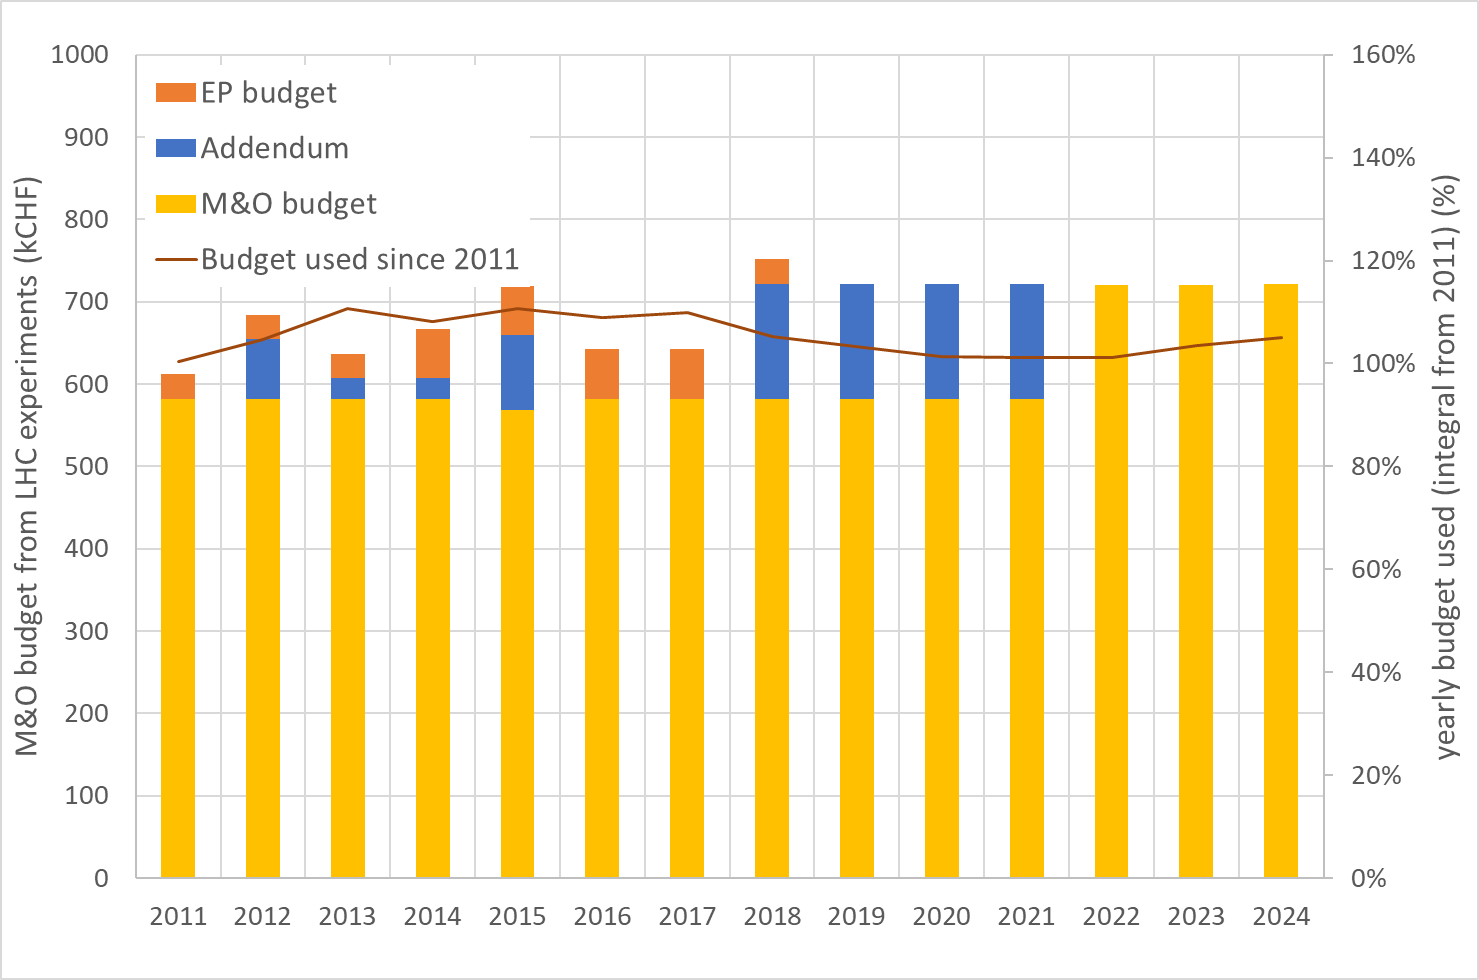 M&O budget from LHC experiments (kCHF)
1000
900
800
700
600
500
400
300
200
100
0
EP budget
Addendum
M&O budget
Budget used since 2011
160%
140%
120%
100%
80%
60%
40%
20%
0%
yearly budget used (integral from 2011) (%)
2011 2012 2013 2014 2015 2016 2017 2018 2019 2020 2021 2022 2023 2024